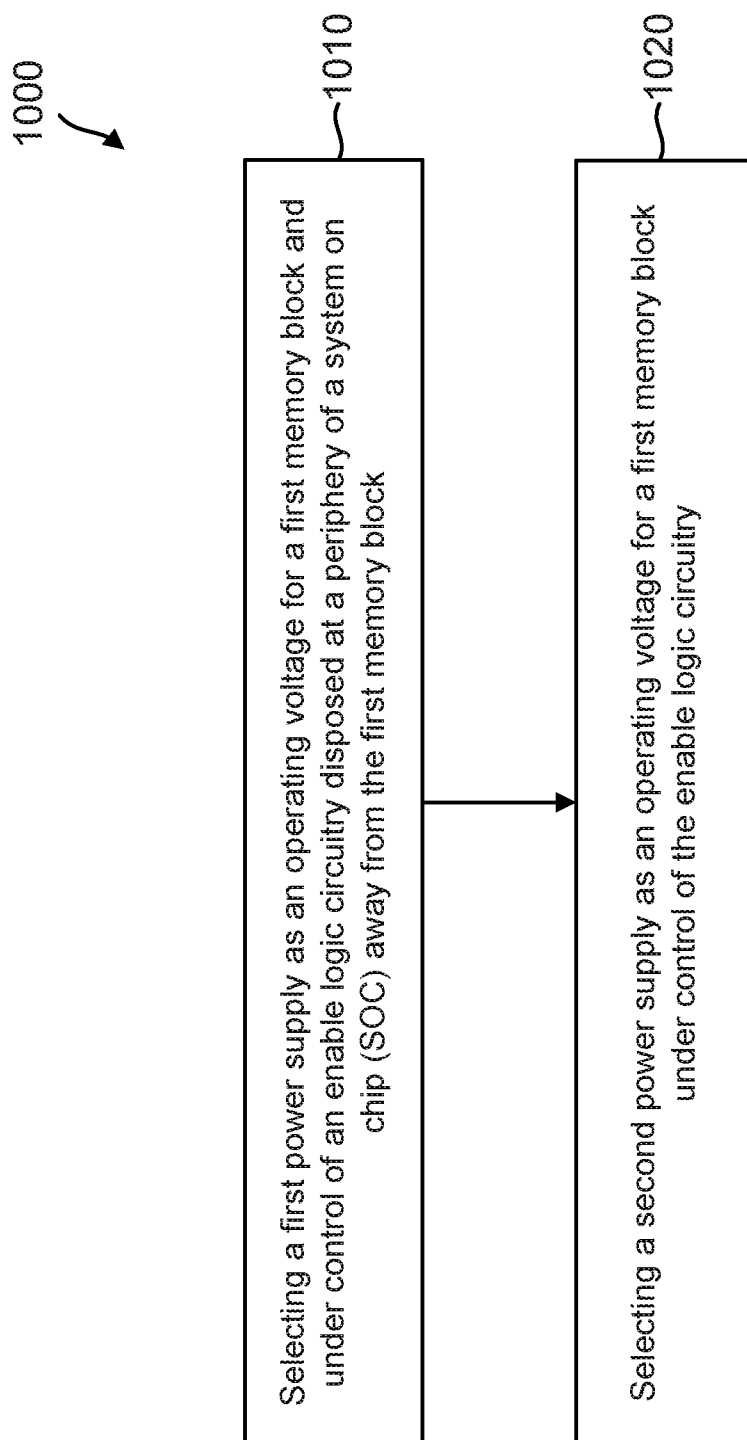 1000
Selecting a first power supply as an operating voltage for a first memory block and
under control of an enable logic circuitry disposed at a periphery of a system on
chip (SOC) away from the first memory block
1010
Selecting a second power supply as an operating voltage for a first memory block
under control of the enable logic circuitry
1020